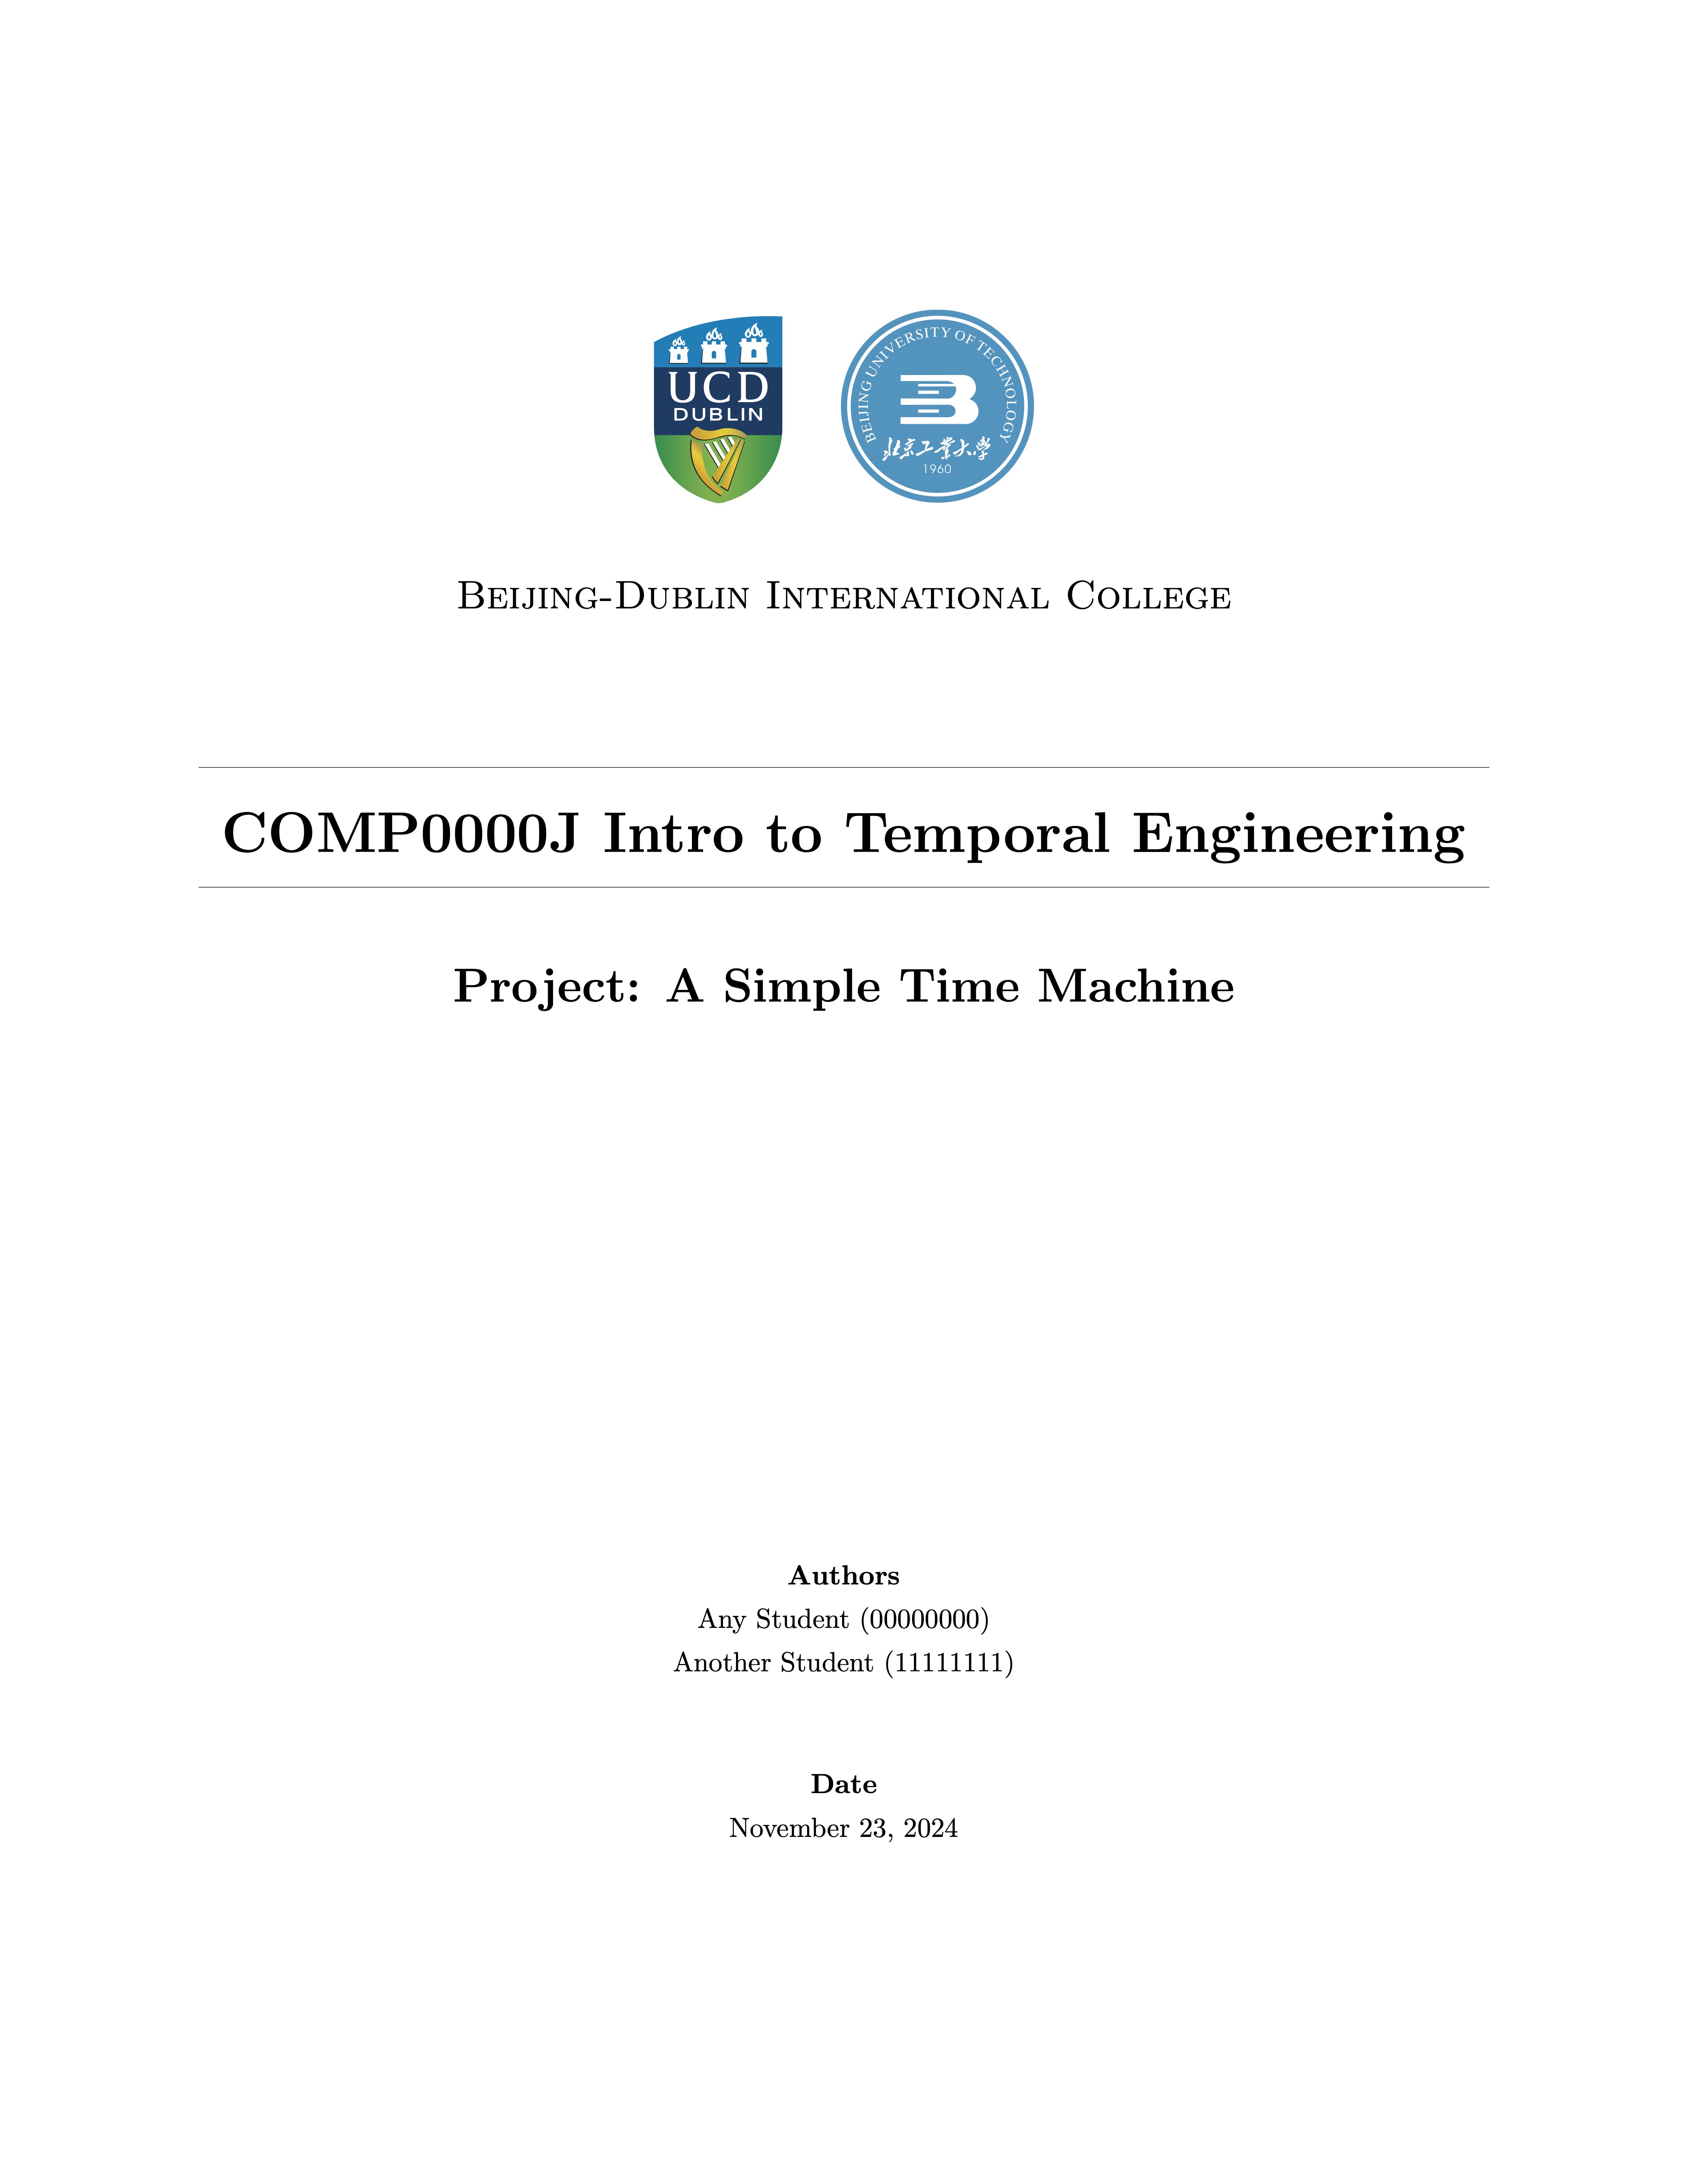 UCD
DUBLIN
BEIJING UNIVERSITY OF TECHNOLOGY
北京工業大學
1960
Beijing-Dublin International College
COMP0000J Intro to Temporal Engineering
Project: A Simple Time Machine
Authors
Any Student (00000000)
Another Student (11111111)
Date
November 23, 2024